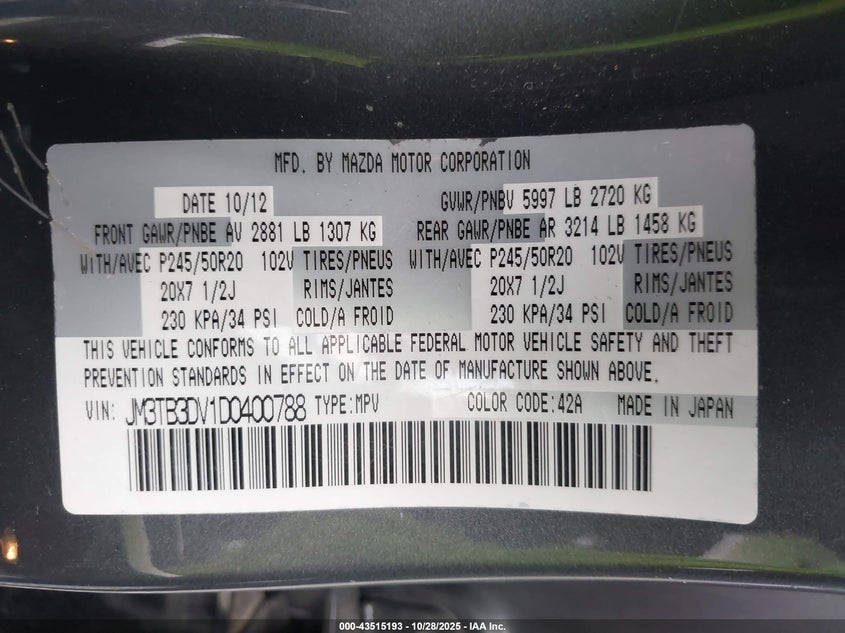 MFD. BY MAZDA MOTOR CORPORATION
DATE 10/12 GVWR/PNBV 5997 LB 2720 KG
FRONT GAWR/PNBE AV 2881 LB 1307 KG REAR GAWR/PNBE AR 3214 LB 1458 KG
WITH/AVEC P245/50R20 102V TIRES/PNEUS WITH/AVEC P245/50R20 102V TIRES/PNEUS
20X7 1/2J RIMS/JANTES 20X7 1/2J RIMS/JANTES
230 KPA/34 PSI COLD/A FROID 230 KPA/34 PSI COLD/A FROID
THIS VEHICLE CONFORMS TO ALL APPLICABLE FEDERAL MOTOR VEHICLE SAFETY AND THEFT
PREVENTION STANDARDS IN EFFECT ON THE DATE OF MANUFACTURE SHOWN ABOVE.
VIN: JM3TB3DV1D0400788 TYPE:MPV COLOR CODE:42A MADE IN JAPAN
000-43515193 - 10/28/2025 - IAA Inc.